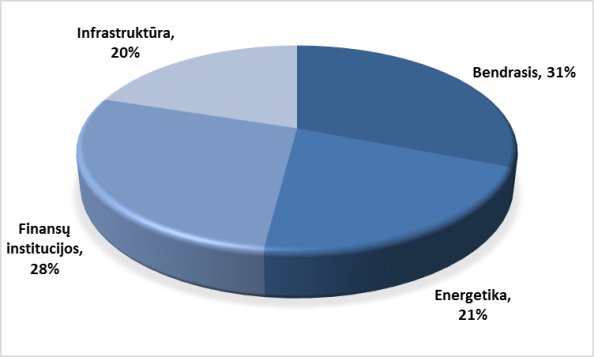 Infrastruktūra,
20%
Bendrasis, 31%
Finansų
institucijos,
28%
Energetika,
21%